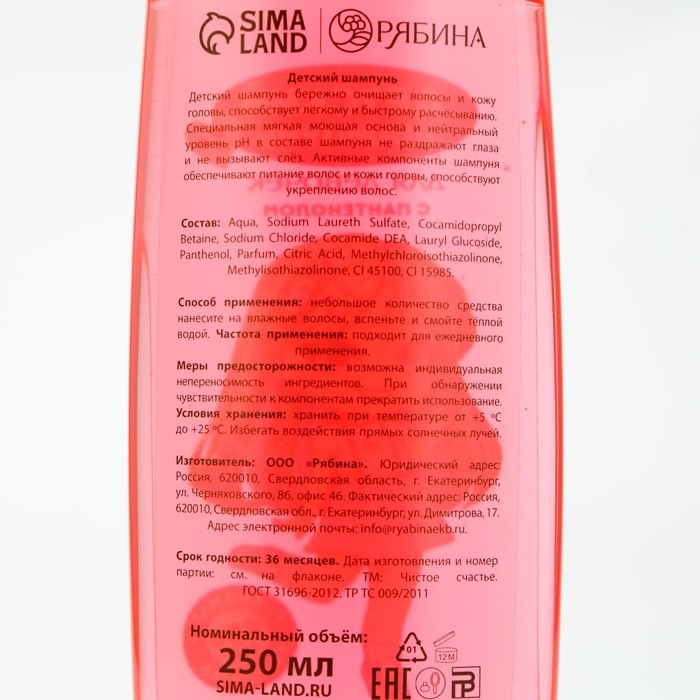 SIMA LAND РЯБИНА
Детский шампунь
Детский шампунь бережно очищает волосы и кожу
головы, способствует лёгкому и быстрому расчёсыванию.
Специальная мягкая моющая основа и нейтральный
уровень pH в составе шампуня не раздражают глаза
и не вызывают слёз. Активные компоненты шампуня
обеспечивают питание волос и кожи головы, способствуют
укреплению волос.
С ПАНТЕНОЛОМ
Состав: Aqua, Sodium Laureth Sulfate, Cocamidopropyl
Betaine, Sodium Chloride, Cocamide DEA, Lauryl Glucoside,
Panthenol, Parfum, Citric Acid, Methylchloroisothiazolinone,
Methylisothiazolinone, Cl 45100, Cl 15985.
Способ применения: небольшое количество средства
нанесите на влажные волосы, вспеньте и смойте тёплой
водой. Частота применения: подходит для ежедневного
применения.
Меры предосторожности: возможна индивидуальная
непереносимость ингредиентов. При обнаружении
чувствительности к компонентам прекратить использование.
Условия хранения: хранить при температуре от +5 ºC
до +25 ºC. Избегать воздействия прямых солнечных лучей.
Изготовитель: ООО «Рябина». Юридический адрес:
Россия, 620010, Свердловская область, г. Екатеринбург,
ул. Черняховского, 86, офис 46. Фактический адрес: Россия,
620010, Свердловская обл., г. Екатеринбург, ул. Димитрова, 17.
Адрес электронной почты: info@ryabinaekb.ru.
Срок годности: 36 месяцев. Дата изготовления и номер
партии: см. на флаконе. ТМ: Чистое счастье.
ГОСТ 31696-2012. ТР ТС 009/2011
Номинальный объём:
250 мл
SIMA-LAND.RU
01
12 M
EAC